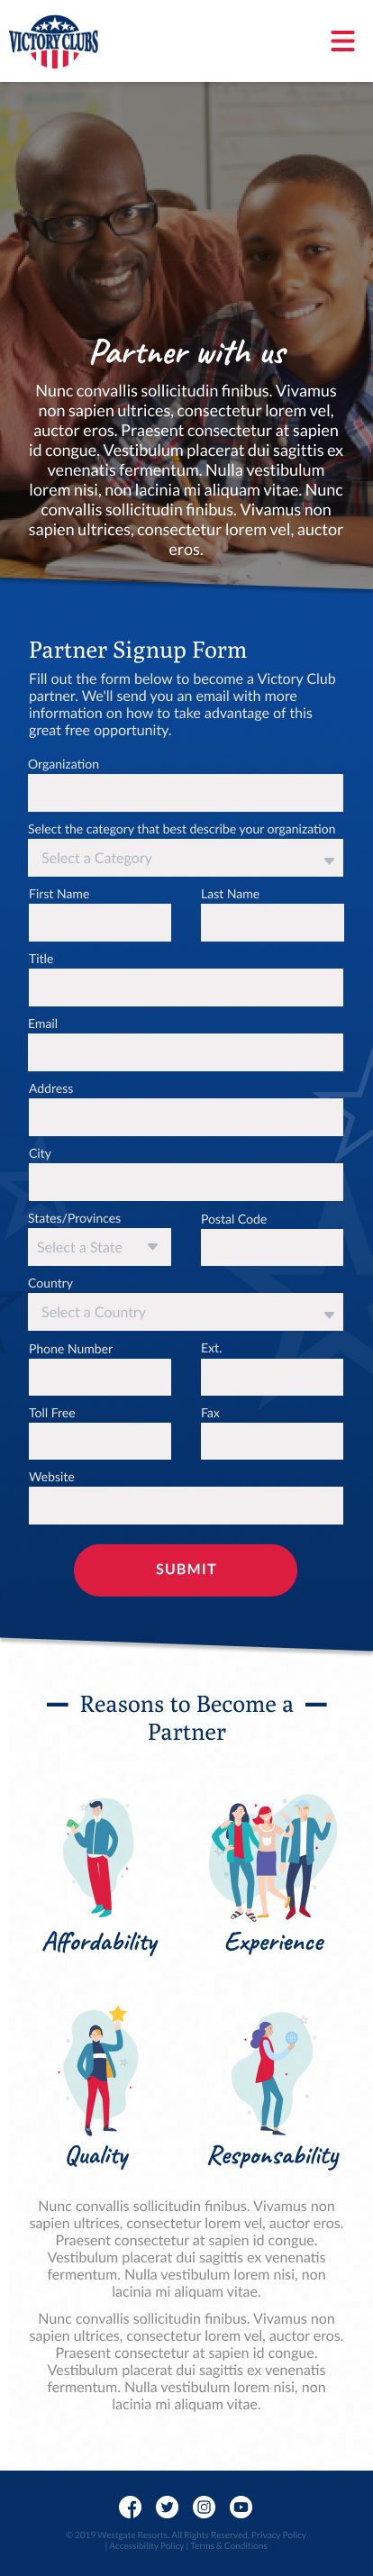 VICTORY CLUBS
Partner with us
Nunc convallis sollicitudin finibus. Vivamus
non sapien ultrices, consectetur lorem vel,
auctor eros. Praesent consectetur at sapien
id congue. Vestibulum placerat dui sagittis ex
venenatis fermentum. Nulla vestibulum
lorem nisi, non lacinia mi aliquam vitae. Nunc
convallis sollicitudin finibus. Vivamus non
sapien ultrices, consectetur lorem vel, auctor
eros.
Partner Signup Form
Fill out the form below to become a Victory Club
partner. We'll send you an email with more
information on how to take advantage of this
great free opportunity.
Organization
Select the category that best describe your organization
Select a Category
First Name Last Name
Title
Email
Address
City
States/Provinces Postal Code
Select a State
Country
Select a Country
Phone Number Ext.
Toll Free Fax
Website
SUBMIT
Reasons to Become a
Partner
Affordability Experience
Quality Responsability
Nunc convallis sollicitudin finibus. Vivamus non
sapien ultrices, consectetur lorem vel, auctor eros.
Praesent consectetur at sapien id congue.
Vestibulum placerat dui sagittis ex venenatis
fermentum. Nulla vestibulum lorem nisi, non
lacinia mi aliquam vitae.
Nunc convallis sollicitudin finibus. Vivamus non
sapien ultrices, consectetur lorem vel, auctor eros.
Praesent consectetur at sapien id congue.
Vestibulum placerat dui sagittis ex venenatis
fermentum. Nulla vestibulum lorem nisi, non
lacinia mi aliquam vitae.
© 2019 Westgate Resorts, All Rights Reserved. Privacy Policy
| Accessibility Policy | Terms & Conditions